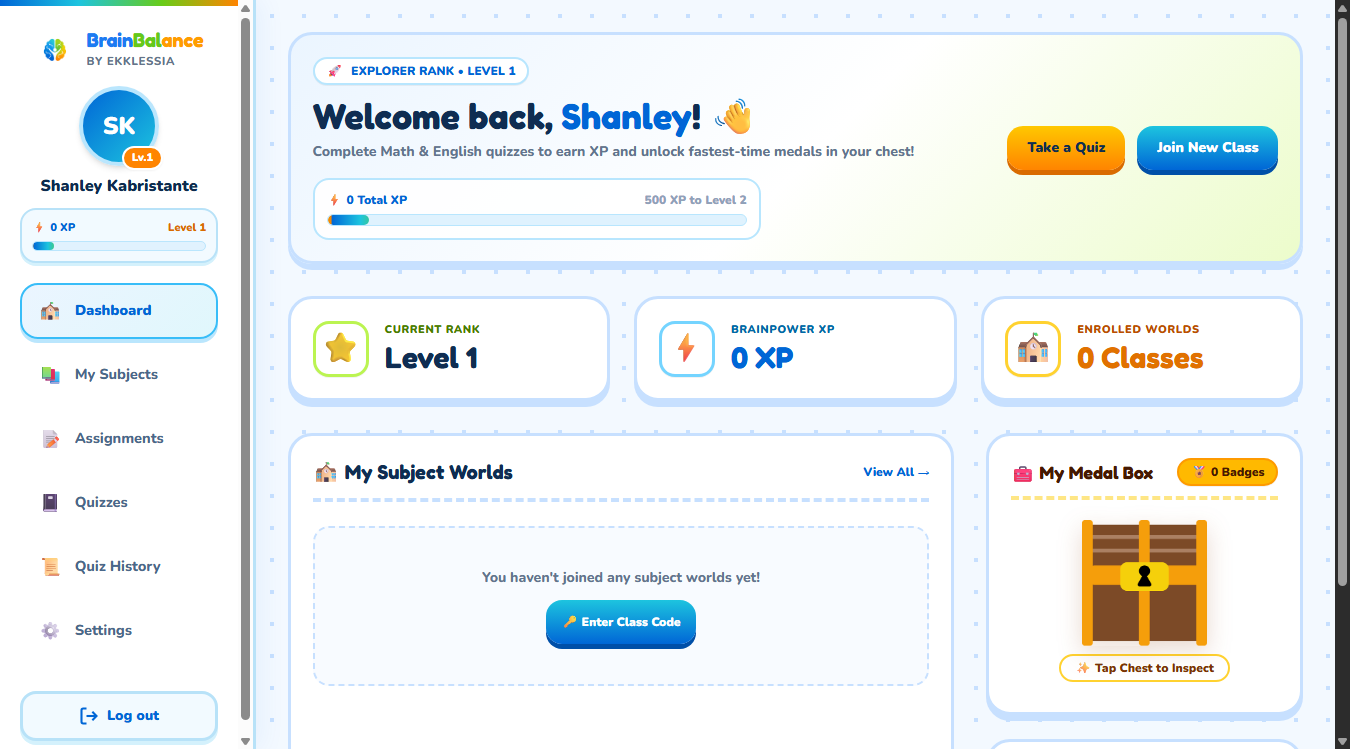 BrainBalance
BY EKKLESSIA
SK
Lv.1
Shanley Kabristante
0 XP
Level 1
Dashboard
My Subjects
Assignments
Quizzes
Quiz History
Settings
Log out
EXPLORER RANK • LEVEL 1
Welcome back, Shanley!
Complete Math & English quizzes to earn XP and unlock fastest-time medals in your chest!
0 Total XP
500 XP to Level 2
Take a Quiz
Join New Class
CURRENT RANK
Level 1
BRAINPOWER XP
0 XP
ENROLLED WORLDS
0 Classes
My Subject Worlds
View All →
You haven't joined any subject worlds yet!
Enter Class Code
My Medal Box
0 Badges
Tap Chest to Inspect